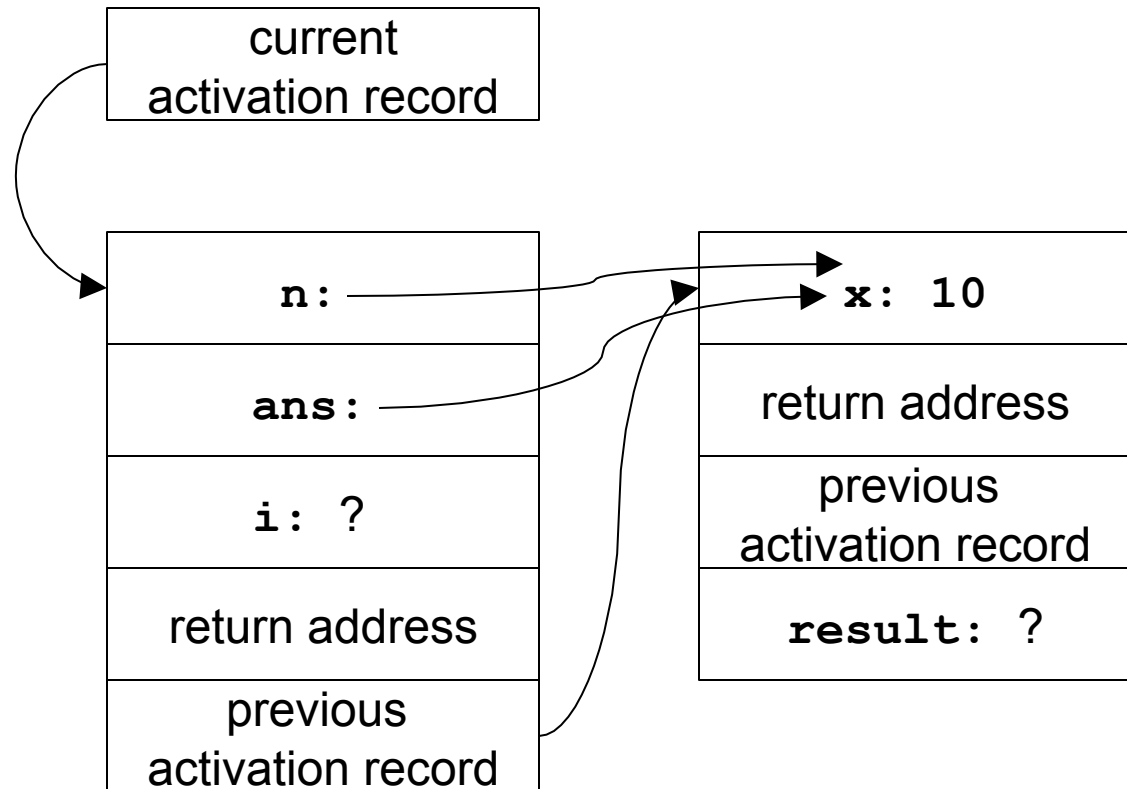 current
activation record
n:
ans:
i: ?
return address
previous
activation record
x: 10
return address
previous
activation record
result: ?